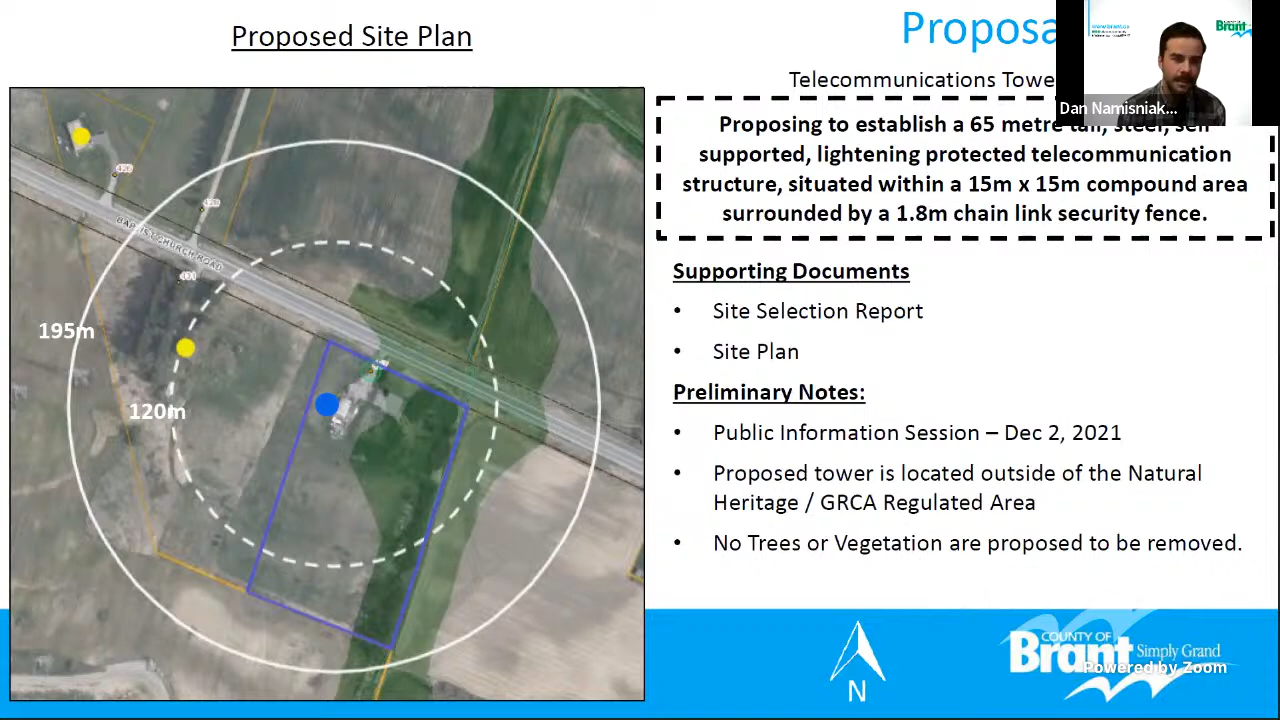 Proposed Site Plan
Proposa
Telecommunications Towe
Dan Namisniak...
Proposing to establish a 65 metre tall, steel, self
supported, lightening protected telecommunication
structure, situated within a 15m x 15m compound area
surrounded by a 1.8m chain link security fence.
Supporting Documents
• Site Selection Report
• Site Plan
Preliminary Notes:
• Public Information Session – Dec 2, 2021
• Proposed tower is located outside of the Natural
Heritage / GRCA Regulated Area
• No Trees or Vegetation are proposed to be removed.
BAPTIST CHURCH ROAD
431
195m
120m
N
COUNTY OF
Brant
Simply Grand
Powered by Zoom
Brant